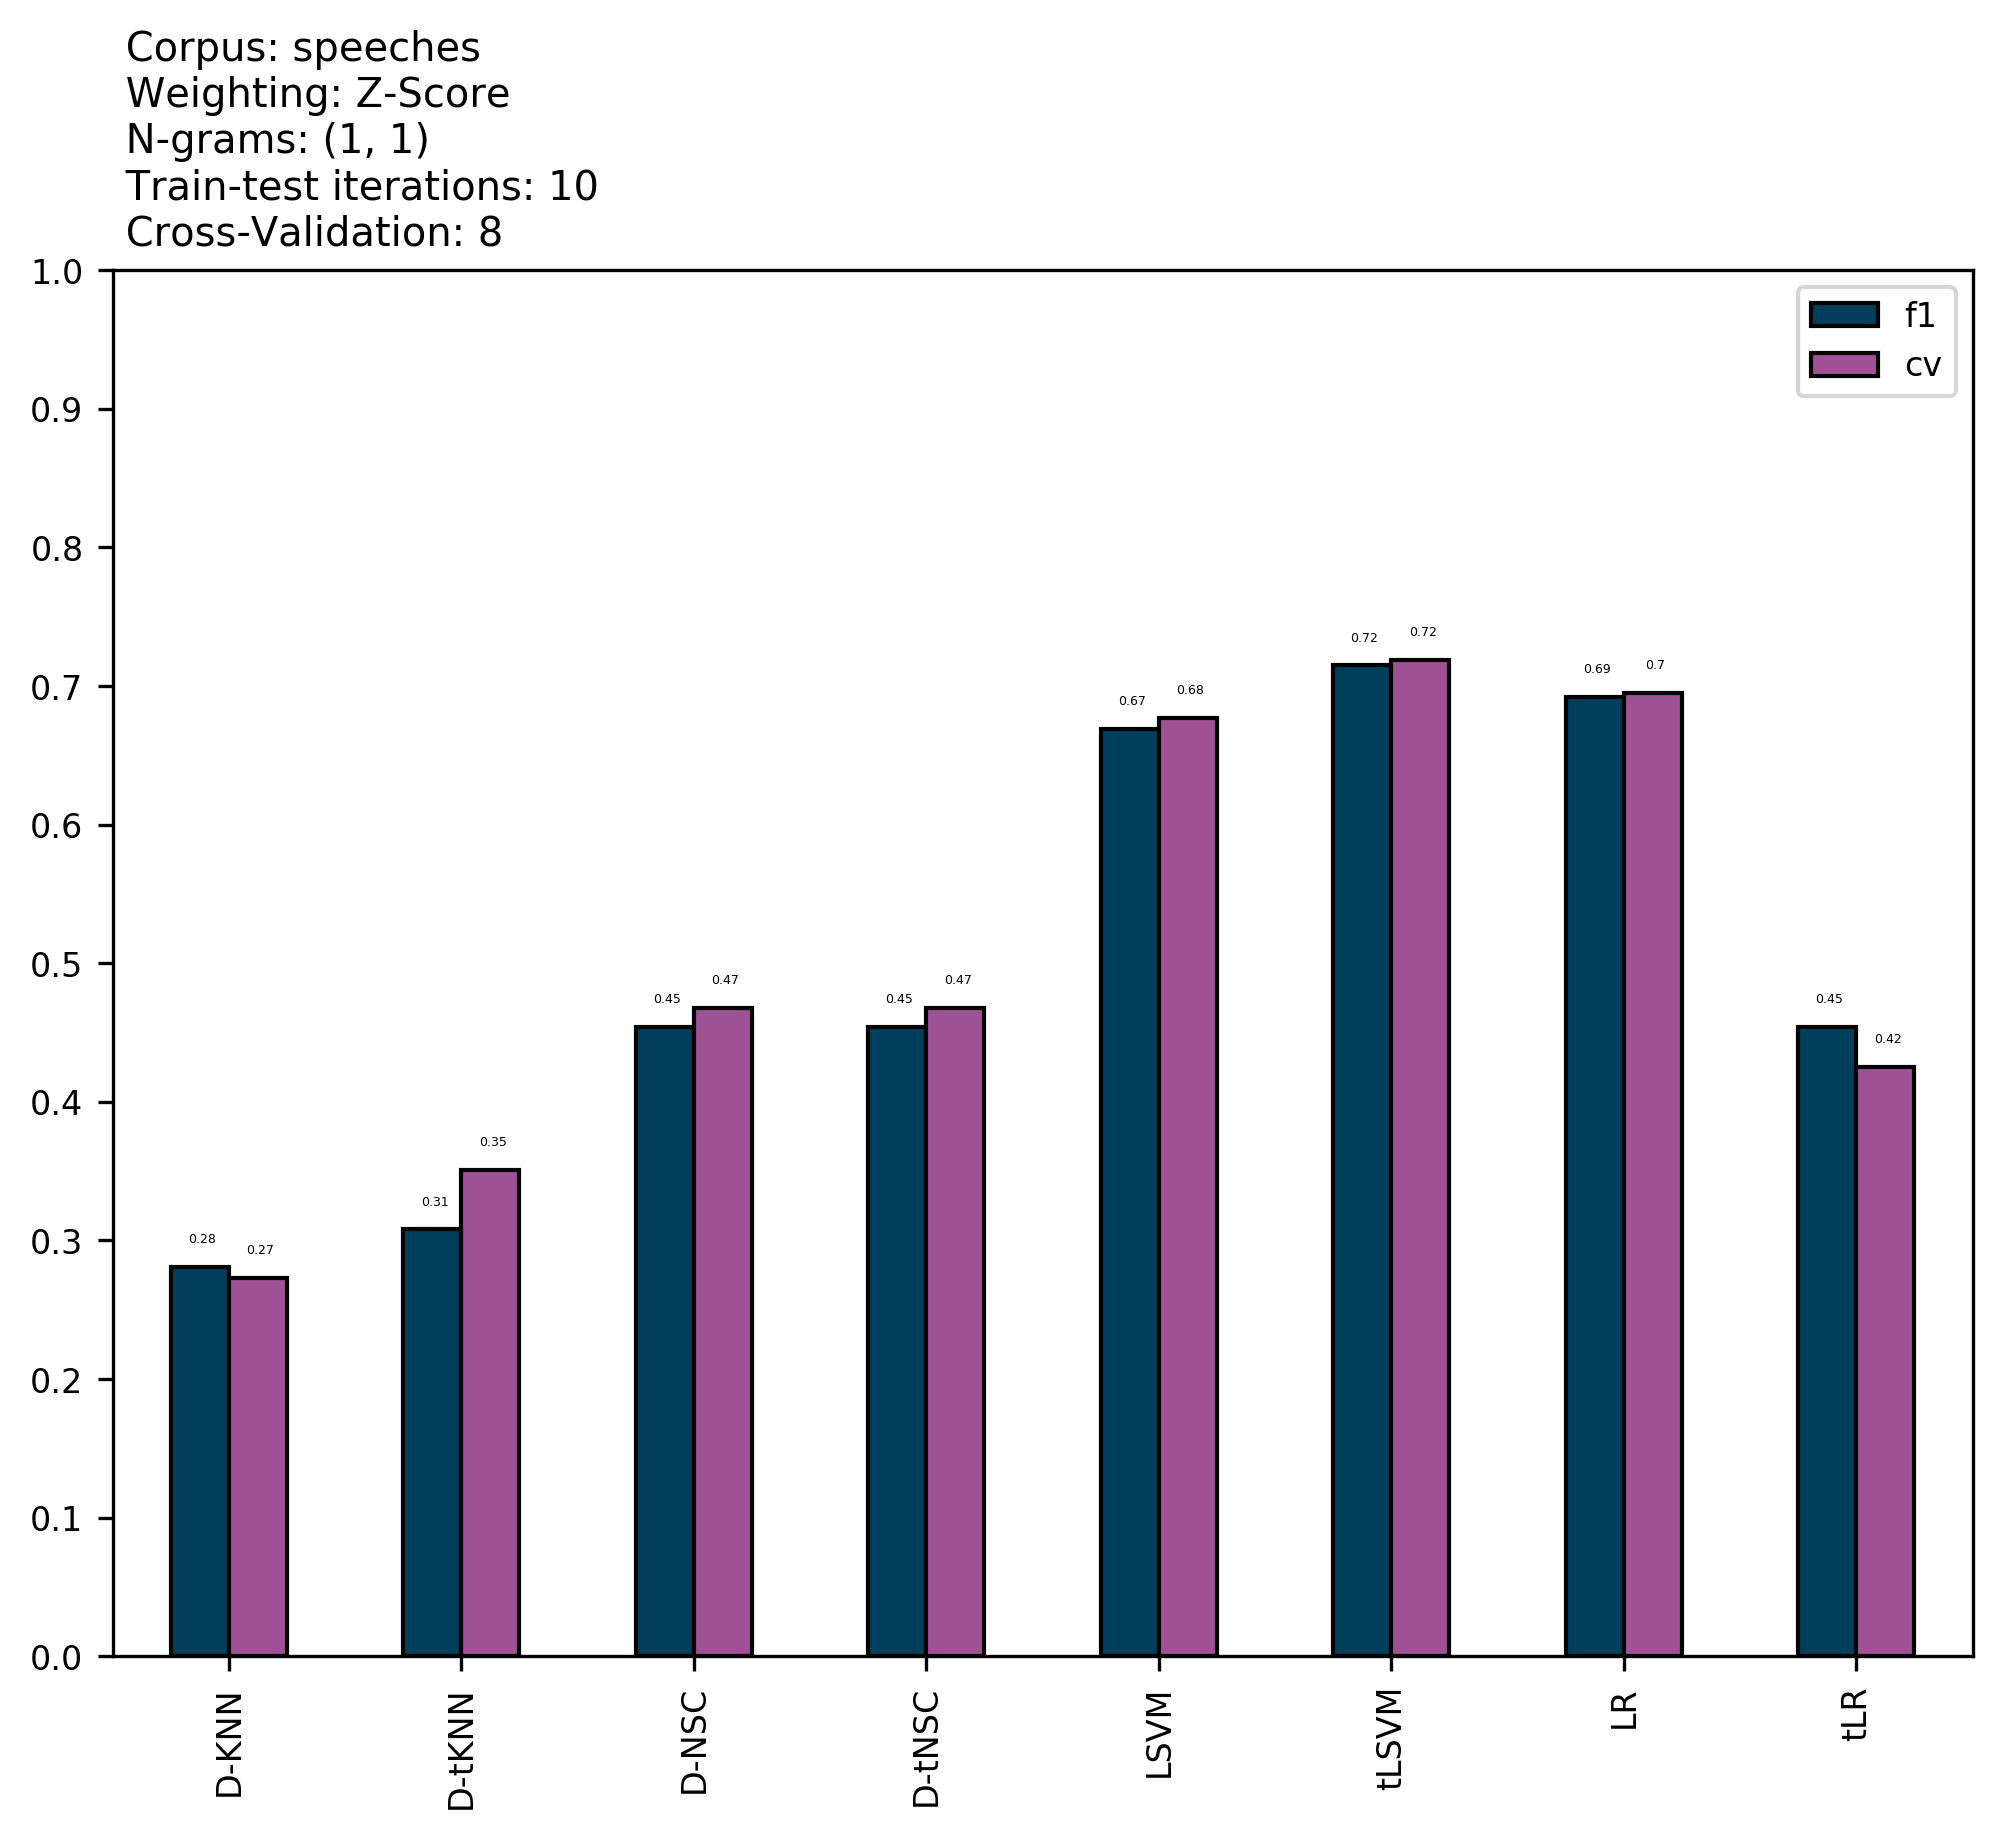 Corpus: speeches
Weighting: Z-Score
N-grams: (1, 1)
Train-test iterations: 10
Cross-Validation: 8
1.0
0.9
0.8
0.7
0.6
0.5
0.4
0.3
0.2
0.1
0.0
f1
cv
0.28
0.27
0.31
0.35
0.45
0.47
0.45
0.47
0.67
0.68
0.72
0.72
0.69
0.7
0.45
0.42
D-KNN
D-tKNN
D-NSC
D-tNSC
LSVM
tLSVM
LR
tLR